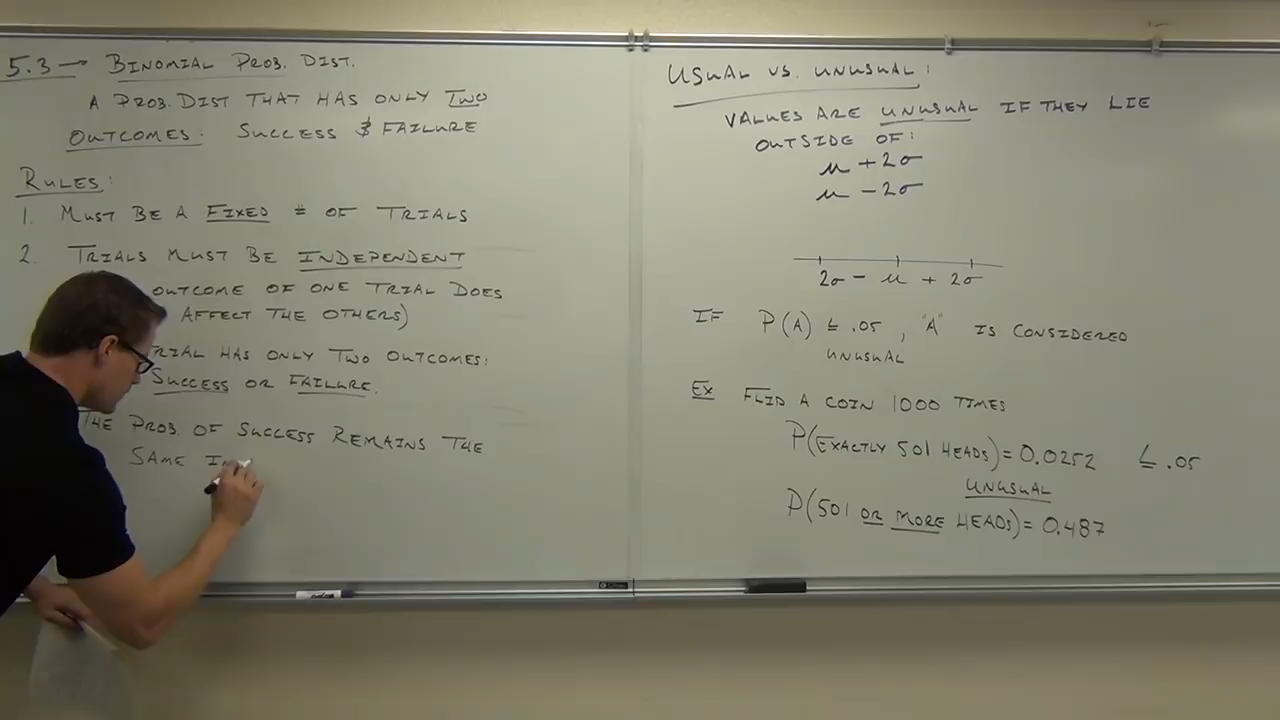 5.3 → BINOMIAL PROB. DIST.
A PROB. DIST THAT HAS ONLY TWO
OUTCOMES: SUCCESS & FAILURE
RULES:
1. MUST BE A FIXED # OF TRIALS
2. TRIALS MUST BE INDEPENDENT
OUTCOME OF ONE TRIAL DOES
AFFECT THE OTHERS)
TRIAL HAS ONLY TWO OUTCOMES:
SUCCESS OR FAILURE.
THE PROB. OF SUCCESS REMAINS THE
SAME IN
USUAL VS. UNUSUAL:
VALUES ARE UNUSUAL IF THEY LIE
OUTSIDE OF:
μ + 2σ
μ - 2σ
2σ - μ + 2σ
IF P(A) ≤ .05, "A" IS CONSIDERED
UNUSUAL
EX FLIP A COIN 1000 TIMES
P(EXACTLY 501 HEADS) = 0.0252 ≤ .05
UNUSUAL
P(501 OR MORE HEADS) = 0.487